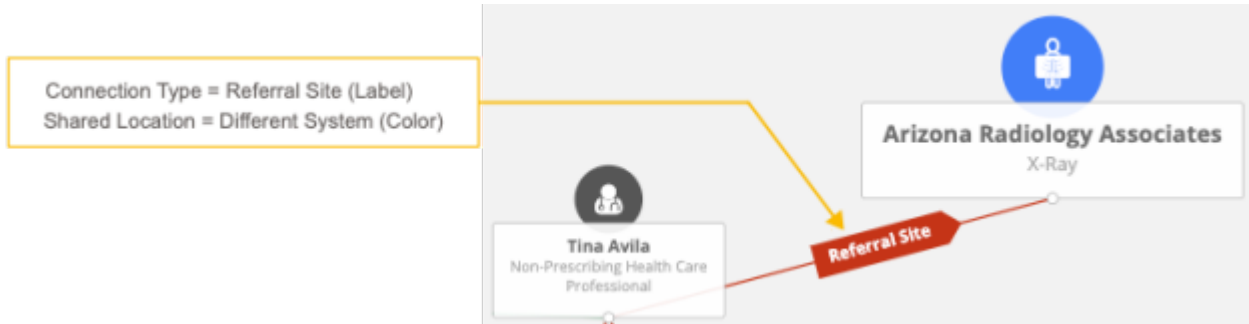 Connection Type = Referral Site (Label)
Shared Location = Different System (Color)
Arizona Radiology Associates
X-Ray
Referral Site
Tina Avila
Non-Prescribing Health Care
Professional